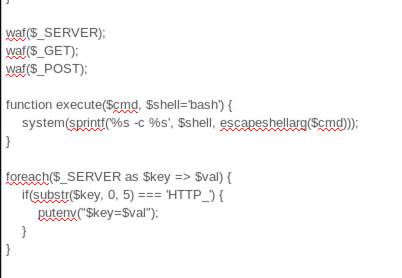 }
waf($_SERVER);
waf($_GET);
waf($_POST);
function execute($cmd, $shell='bash') {
system(sprintf('%s -c %s', $shell, escapeshellarg($cmd)));
}
foreach($_SERVER as $key => $val) {
if(substr($key, 0, 5) === 'HTTP_') {
putenv("$key=$val");
}
}